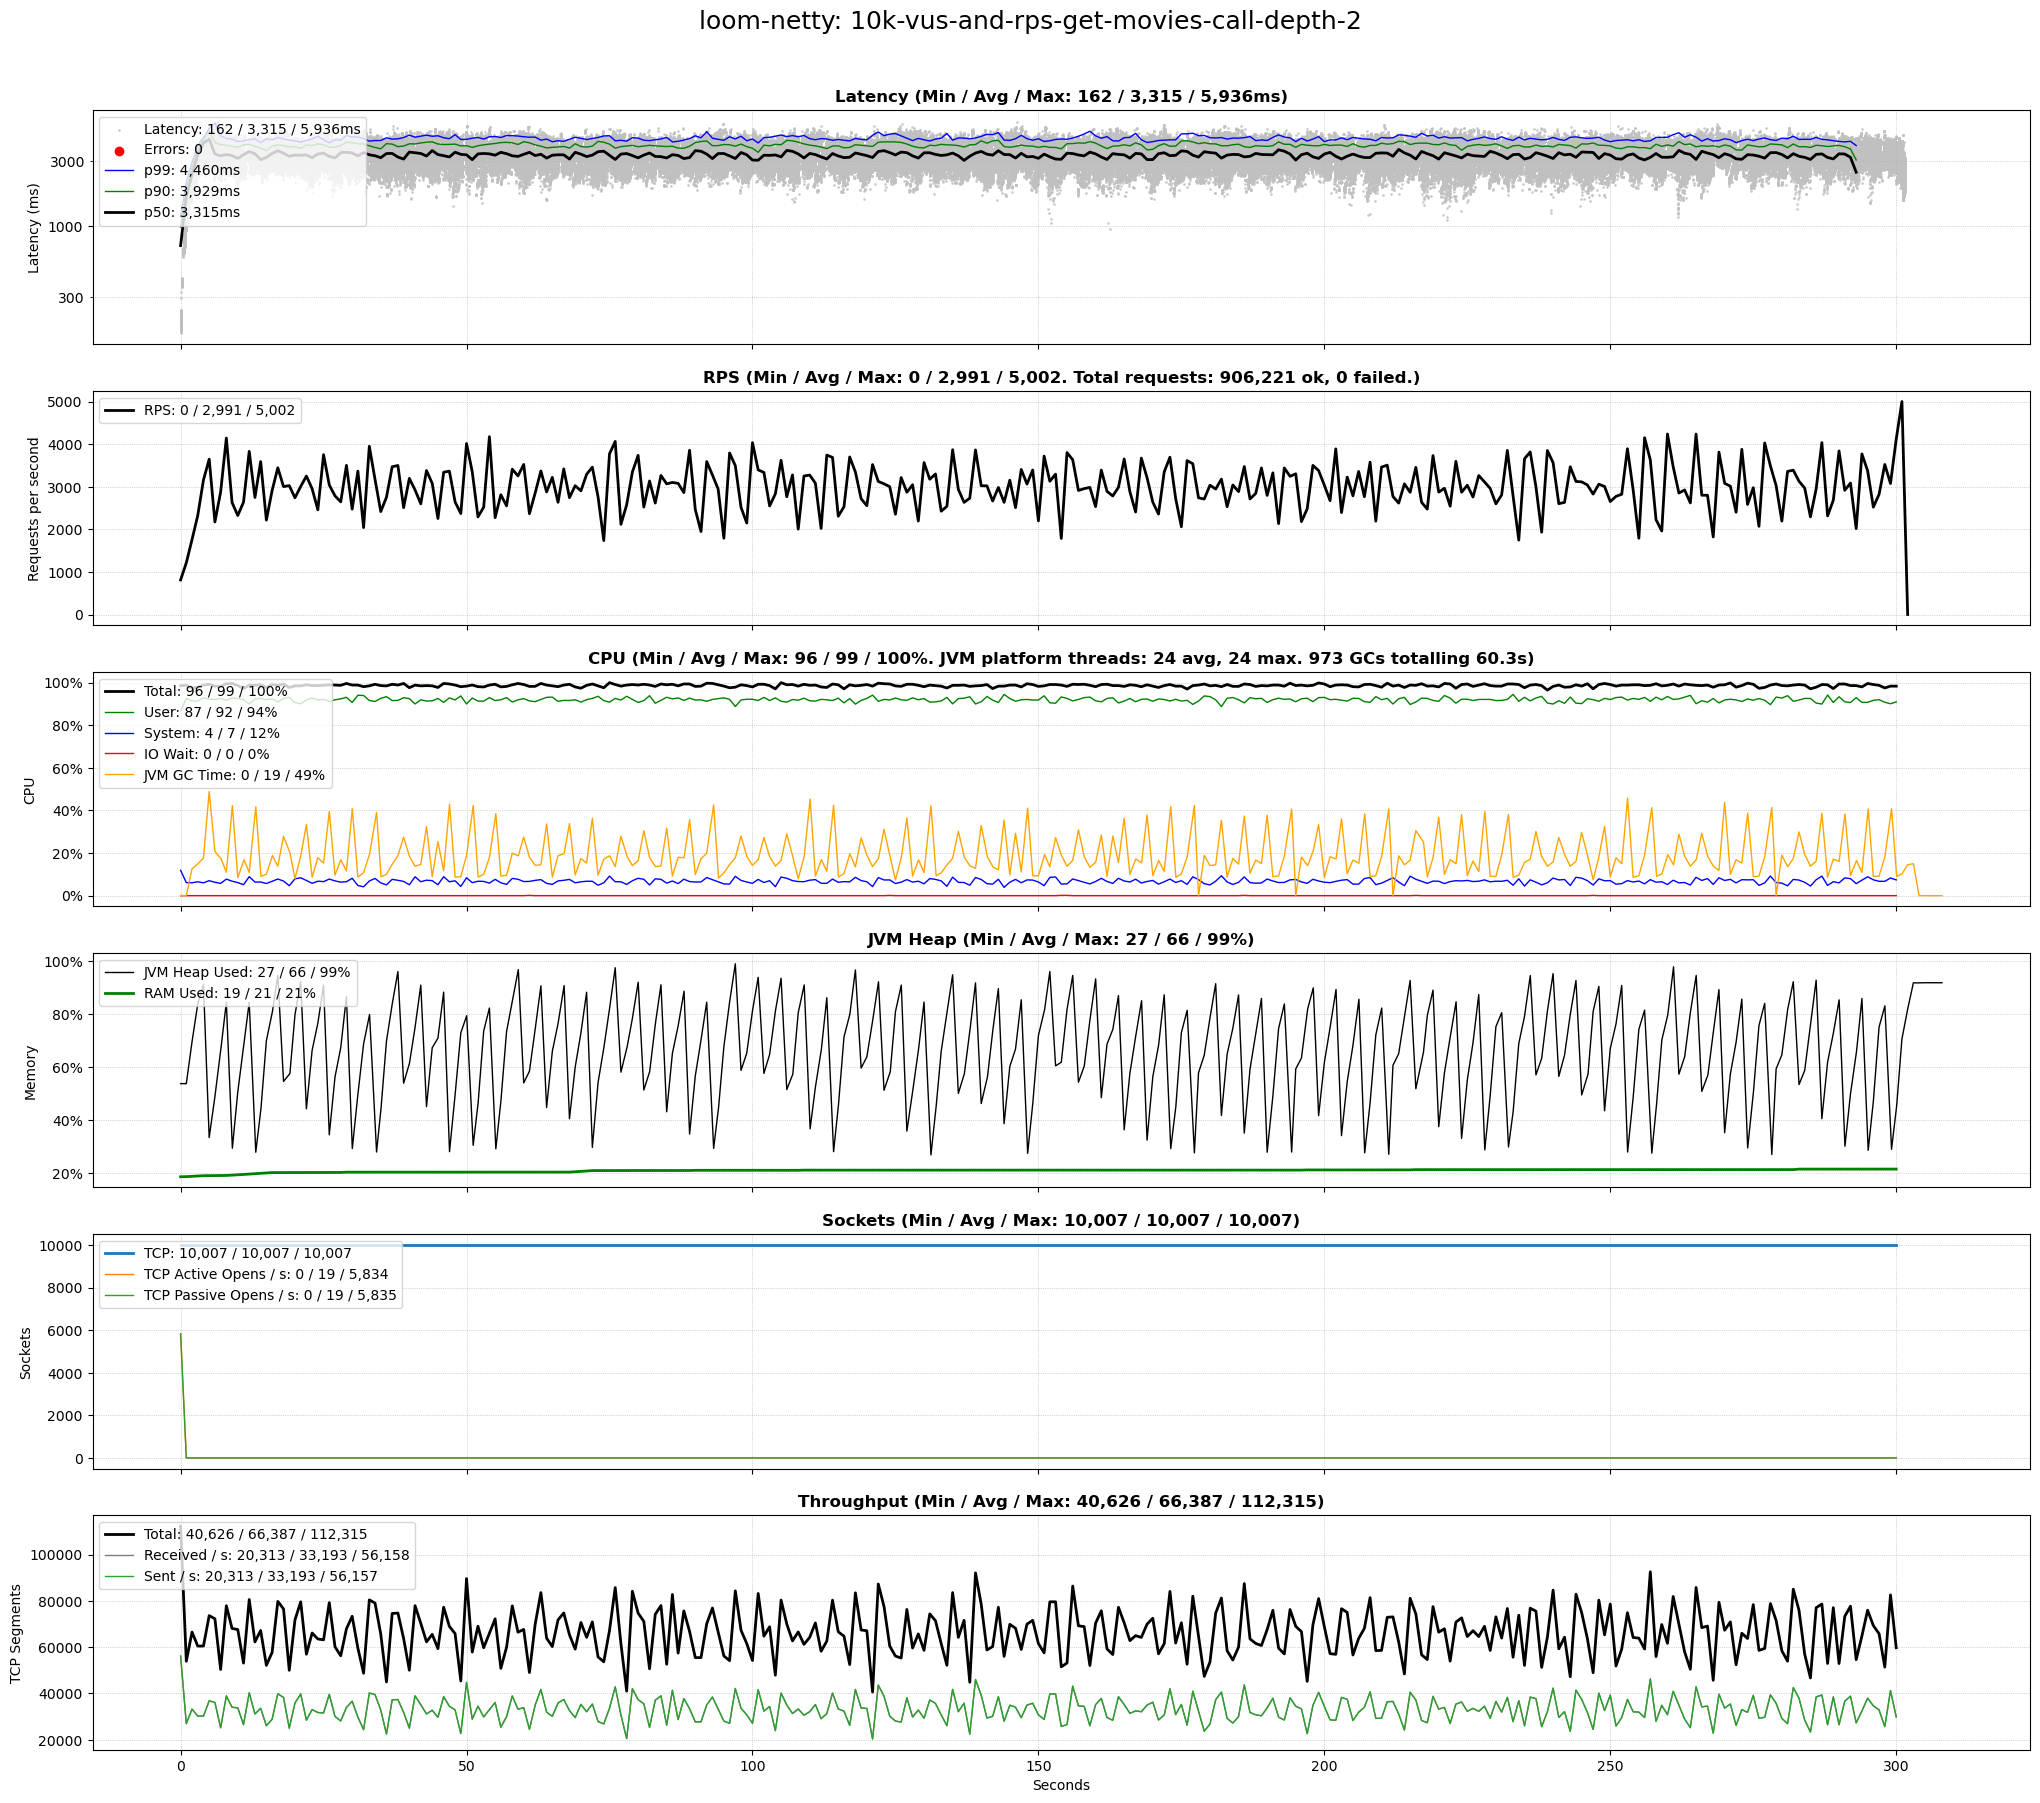 loom-netty: 10k-vus-and-rps-get-movies-call-depth-2
Latency (Min / Avg / Max: 162 / 3,315 / 5,936ms)
Latency (ms)
3000
1000
300
Latency: 162 / 3,315 / 5,936ms
Errors: 0
p99: 4,460ms
p90: 3,929ms
p50: 3,315ms
RPS (Min / Avg / Max: 0 / 2,991 / 5,002. Total requests: 906,221 ok, 0 failed.)
Requests per second
5000
4000
3000
2000
1000
0
RPS: 0 / 2,991 / 5,002
CPU (Min / Avg / Max: 96 / 99 / 100%. JVM platform threads: 24 avg, 24 max. 973 GCs totalling 60.3s)
CPU
100%
80%
60%
40%
20%
0%
Total: 96 / 99 / 100%
User: 87 / 92 / 94%
System: 4 / 7 / 12%
IO Wait: 0 / 0 / 0%
JVM GC Time: 0 / 19 / 49%
JVM Heap (Min / Avg / Max: 27 / 66 / 99%)
Memory
100%
80%
60%
40%
20%
JVM Heap Used: 27 / 66 / 99%
RAM Used: 19 / 21 / 21%
Sockets (Min / Avg / Max: 10,007 / 10,007 / 10,007)
Sockets
10000
8000
6000
4000
2000
0
TCP: 10,007 / 10,007 / 10,007
TCP Active Opens / s: 0 / 19 / 5,834
TCP Passive Opens / s: 0 / 19 / 5,835
Throughput (Min / Avg / Max: 40,626 / 66,387 / 112,315)
TCP Segments
100000
80000
60000
40000
20000
Total: 40,626 / 66,387 / 112,315
Received / s: 20,313 / 33,193 / 56,158
Sent / s: 20,313 / 33,193 / 56,157
0 50 100 150 200 250 300
Seconds